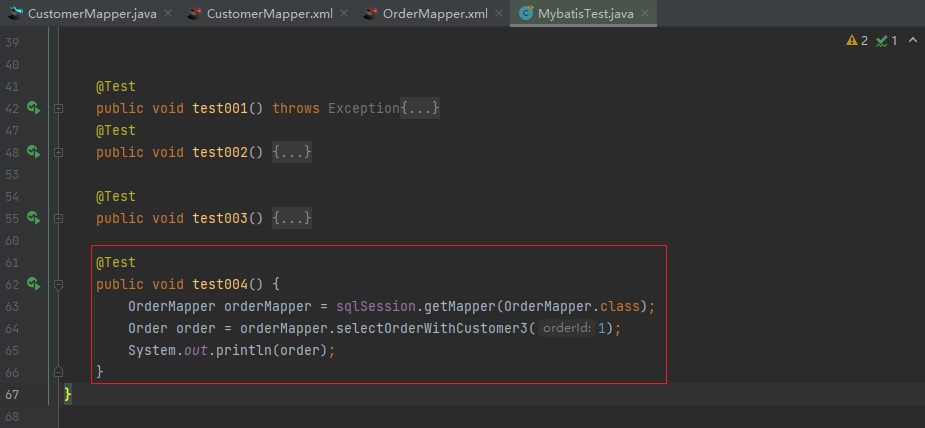 CustomerMapper.java CustomerMapper.xml OrderMapper.xml MybatisTest.java
39 2 1
40
41 @Test
42 public void test001() throws Exception{...}
47 @Test
48 public void test002() {...}
53
54 @Test
55 public void test003() {...}
60
61 @Test
62 public void test004() {
63 OrderMapper orderMapper = sqlSession.getMapper(OrderMapper.class);
64 Order order = orderMapper.selectOrderWithCustomer3( orderId: 1);
65 System.out.println(order);
66 }
67 }
68